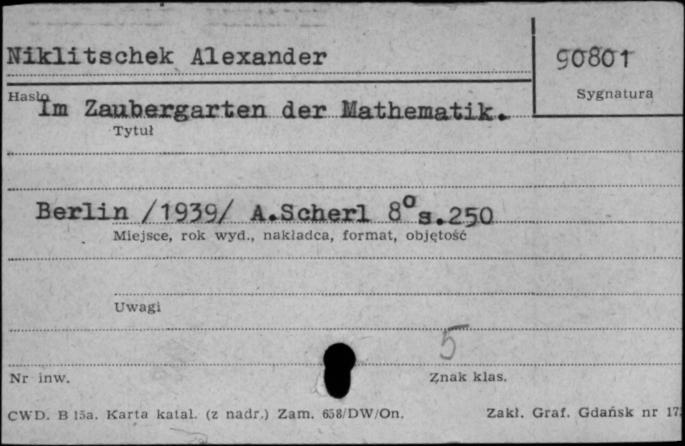 Niklitschek Alexander
90801
Hasło
Sygnatura
Im Zaubergarten der Mathematik.
Tytuł
Berlin /1939/ A.Scherl 8° s.250
Miejsce, rok wyd., nakładca, format, objętość
Uwagi
5
Nr inw.
Znak klas.
CWD. B 15a. Karta katal. (z nadr.) Zam. 658/DW/On.
Zakł. Graf. Gdańsk nr